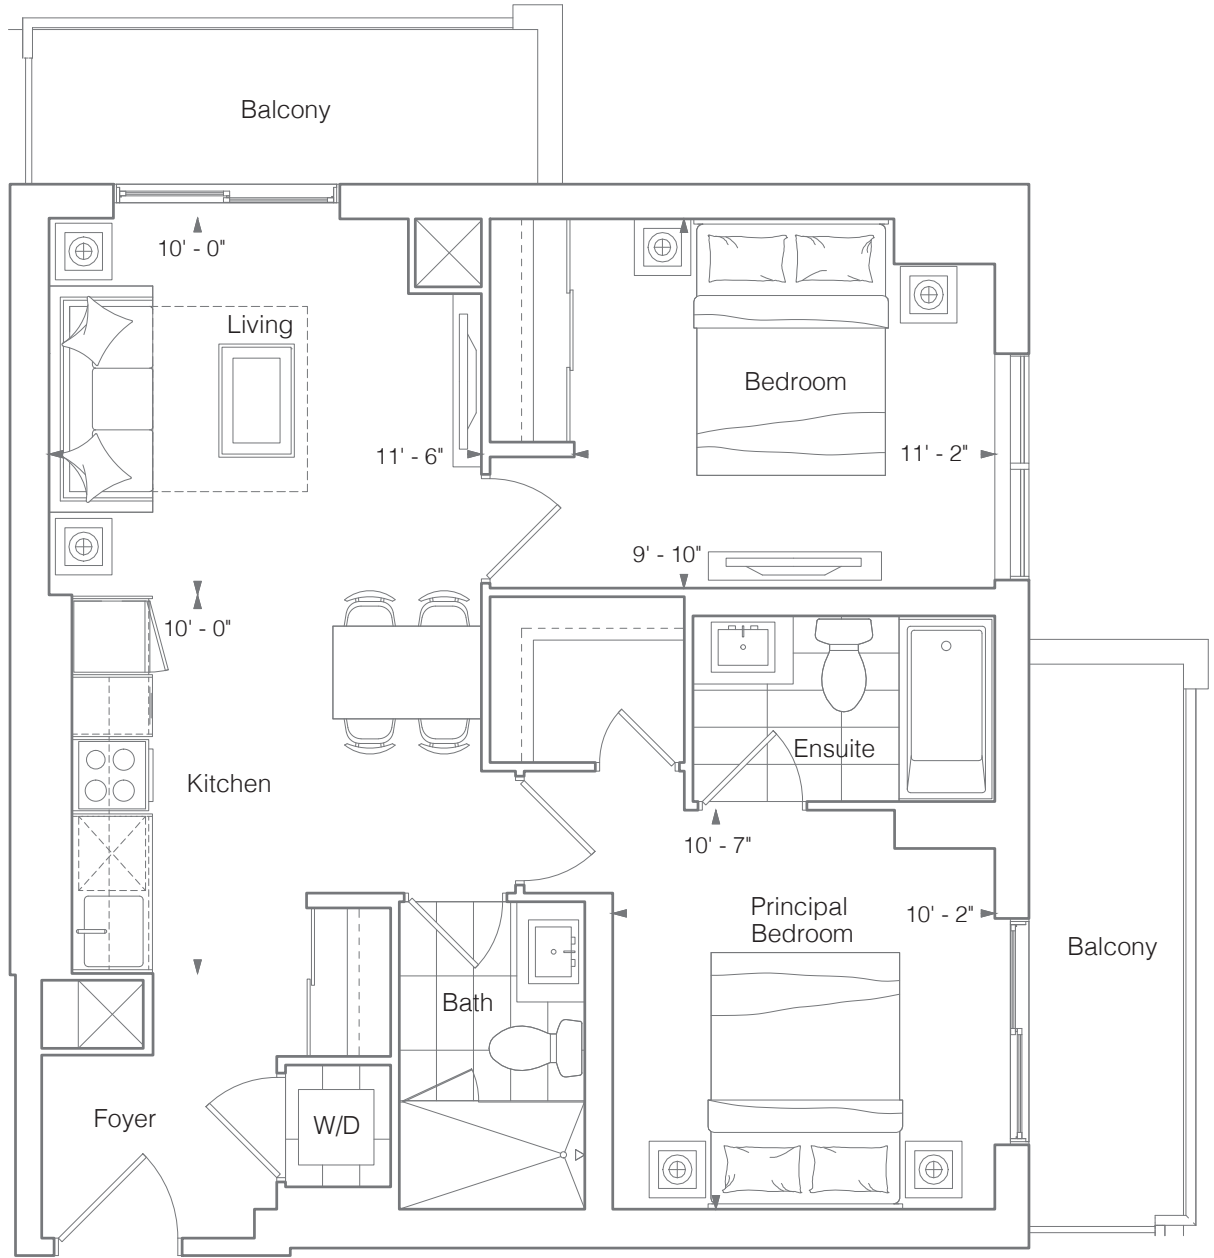 Balcony
10' - 0"
Living
Bedroom
11' - 6"
11' - 2"
9' - 10"
10' - 0"
Ensuite
Kitchen
10' - 7"
Principal
Bedroom
10' - 2"
Balcony
Bath
Foyer
W/D